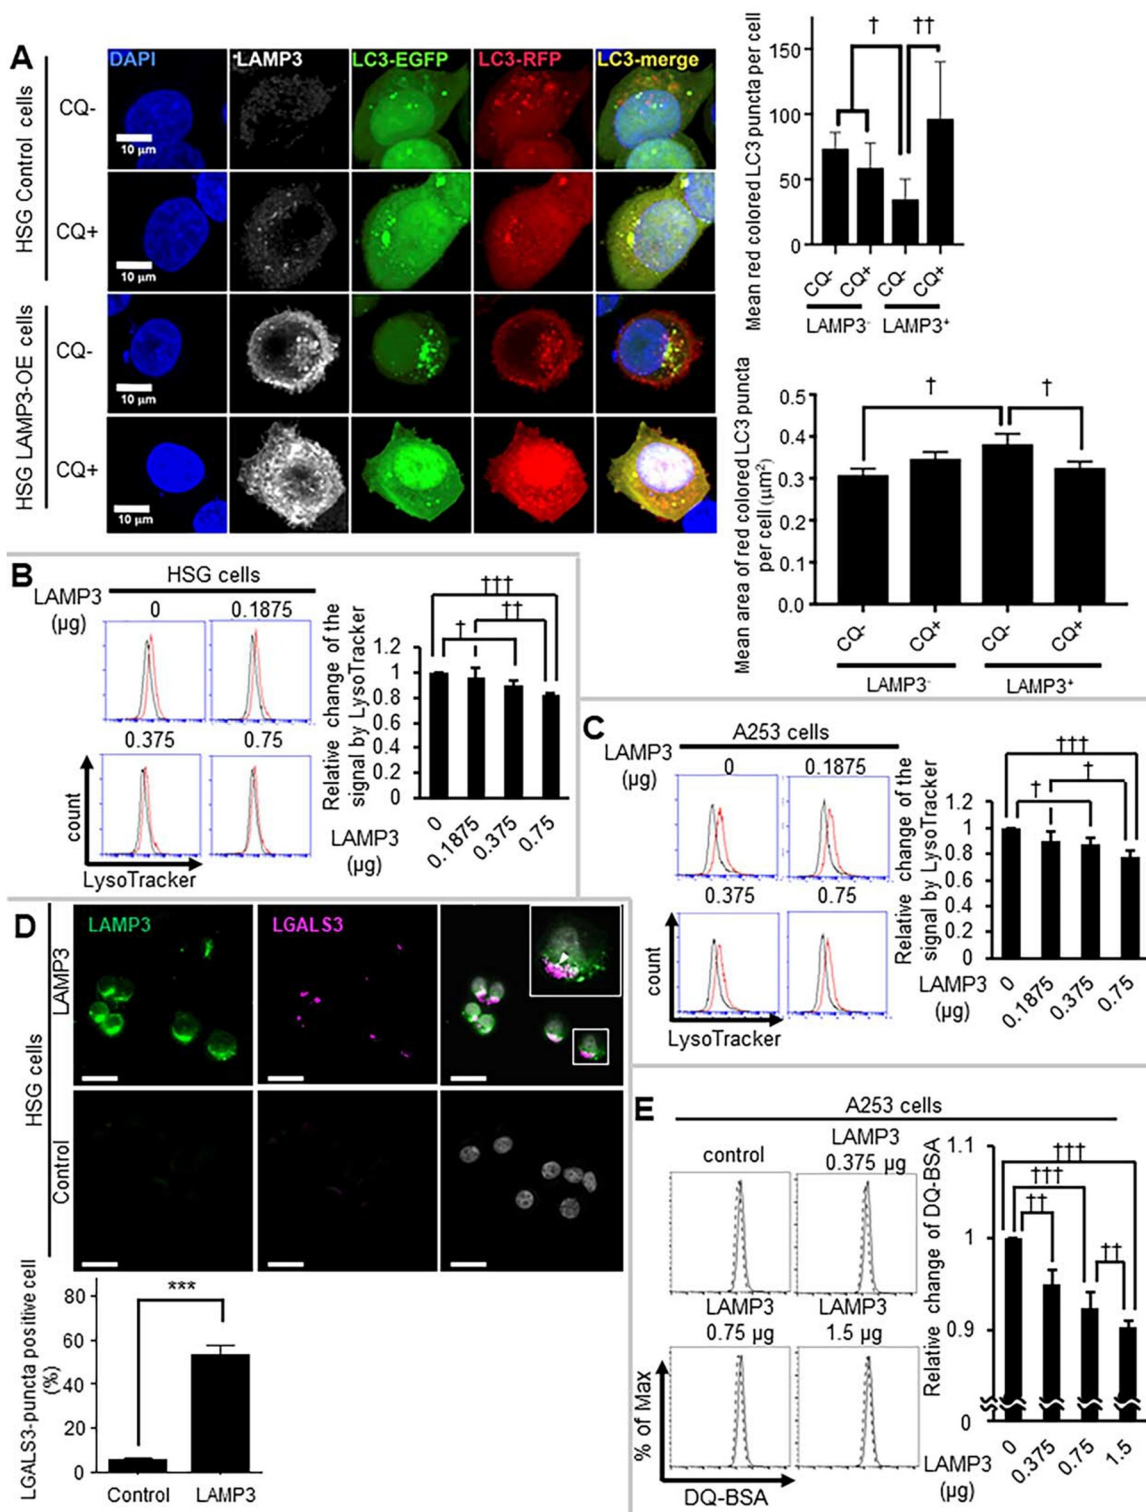 A
DAPI
LAMP3
LC3-EGFP
LC3-RFP
LC3-merge
HSG Control cells
CQ-
10 µm
CQ+
10 µm
HSG LAMP3-OE cells
CQ-
10 µm
CQ+
10 µm
Mean red colored LC3 puncta per cell
150
100
50
0
†
††
CQ-
CQ+
CQ-
CQ+
LAMP3-
LAMP3+
Mean area of red colored LC3 puncta
per cell (µm²)
0.5
0.4
0.3
0.2
0.1
0.0
†
†
CQ-
CQ+
CQ-
CQ+
LAMP3-
LAMP3+
B
HSG cells
LAMP3
(µg)
0
0.1875
0.375
0.75
count
LysoTracker
Relative change of the
signal by LysoTracker
1.2
1
0.8
0.6
0.4
0.2
0
†††
††
†
0
0.1875
0.375
0.75
LAMP3
(µg)
C
A253 cells
LAMP3
(µg)
0
0.1875
0.375
0.75
count
LysoTracker
Relative change of the
signal by LysoTracker
1.2
1
0.8
0.6
0.4
0.2
0
†††
†
†
0
0.1875
0.375
0.75
LAMP3
(µg)
D
LAMP3
LGALS3
HSG cells
LAMP3
Control
LGALS3-puncta positive cell
(%)
80
60
40
20
0
***
Control
LAMP3
E
A253 cells
control
LAMP3
0.375 µg
LAMP3
0.75 µg
LAMP3
1.5 µg
% of Max
DQ-BSA
Relative change of DQ-BSA
1.1
1
0.9
0
†††
†††
††
††
0
0.375
0.75
1.5
LAMP3
(µg)